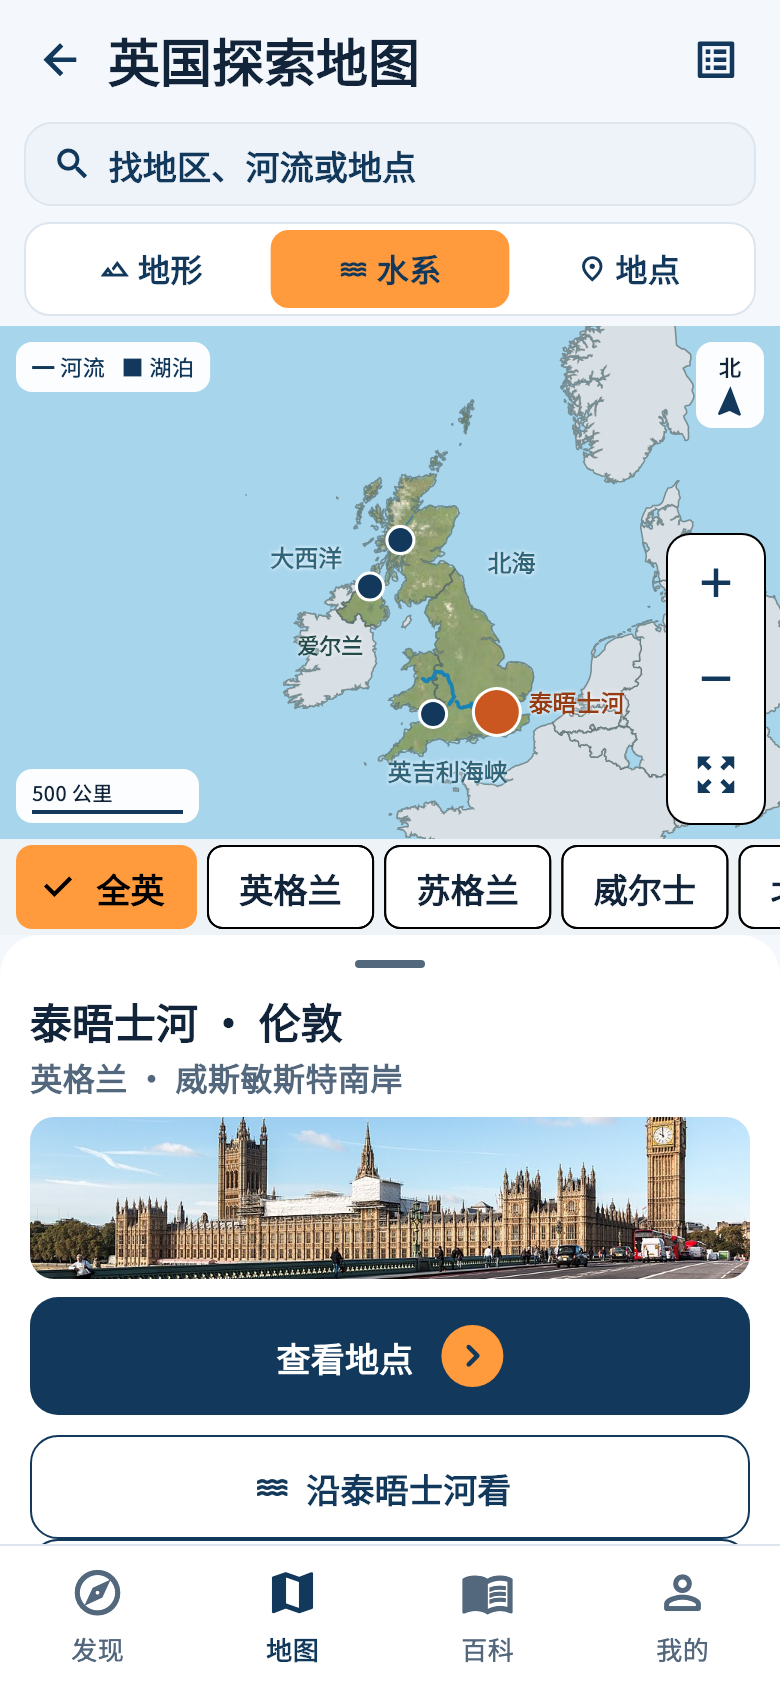 英国探索地图
找地区、河流或地点
地形
水系
地点
河流
湖泊
北
大西洋
北海
爱尔兰
泰晤士河
英吉利海峡
500 公里
全英
英格兰
苏格兰
威尔士
泰晤士河 · 伦敦
英格兰 · 威斯敏斯特南岸
查看地点
沿泰晤士河看
发现
地图
百科
我的